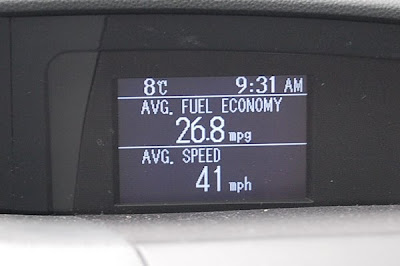 8℃ 9:31 AM
AVG. FUEL ECONOMY
26.8 mpg
AVG. SPEED
41 mph